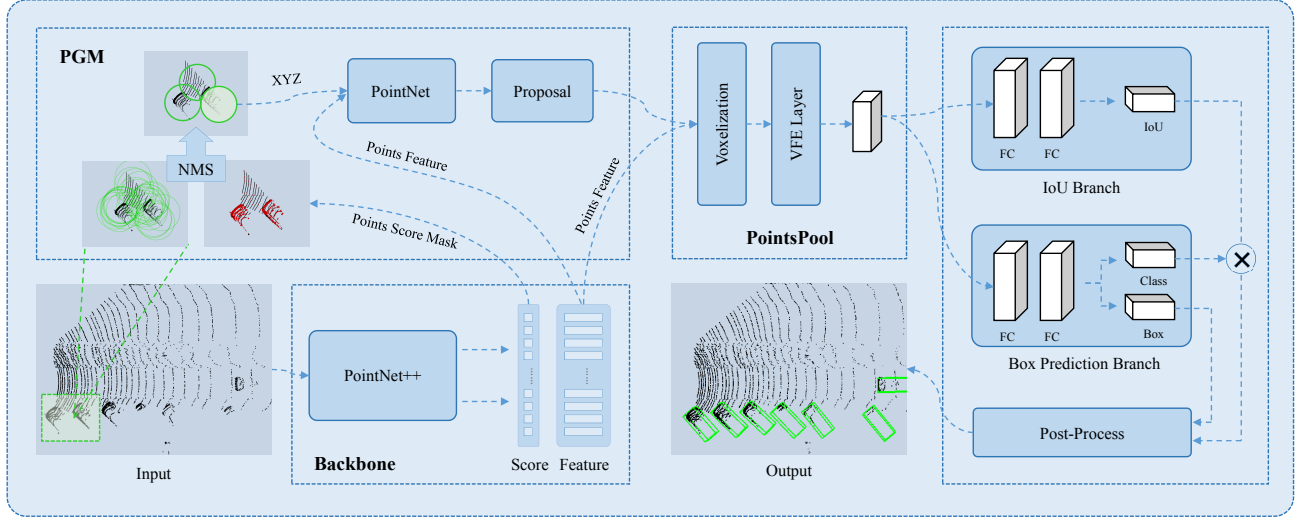 PGM
XYZ
PointNet
Proposal
NMS
Points Feature
Points Score Mask
Points Feature
Voxelization
VFE Layer
PointsPool
FC
FC
IoU
IoU Branch
Class
FC
FC
Box
Box Prediction Branch
Post-Process
PointNet++
Backbone
Score
Feature
Input
Output